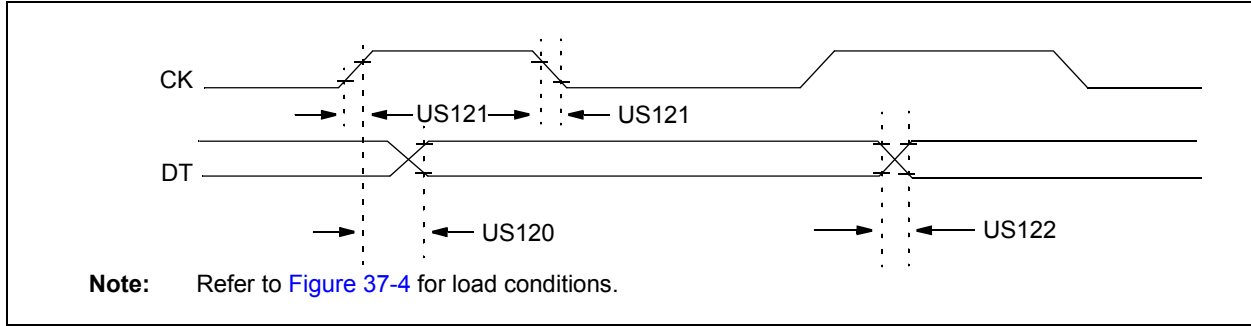 CK
US121 US121
DT
US120 US122
Note: Refer to Figure 37-4 for load conditions.